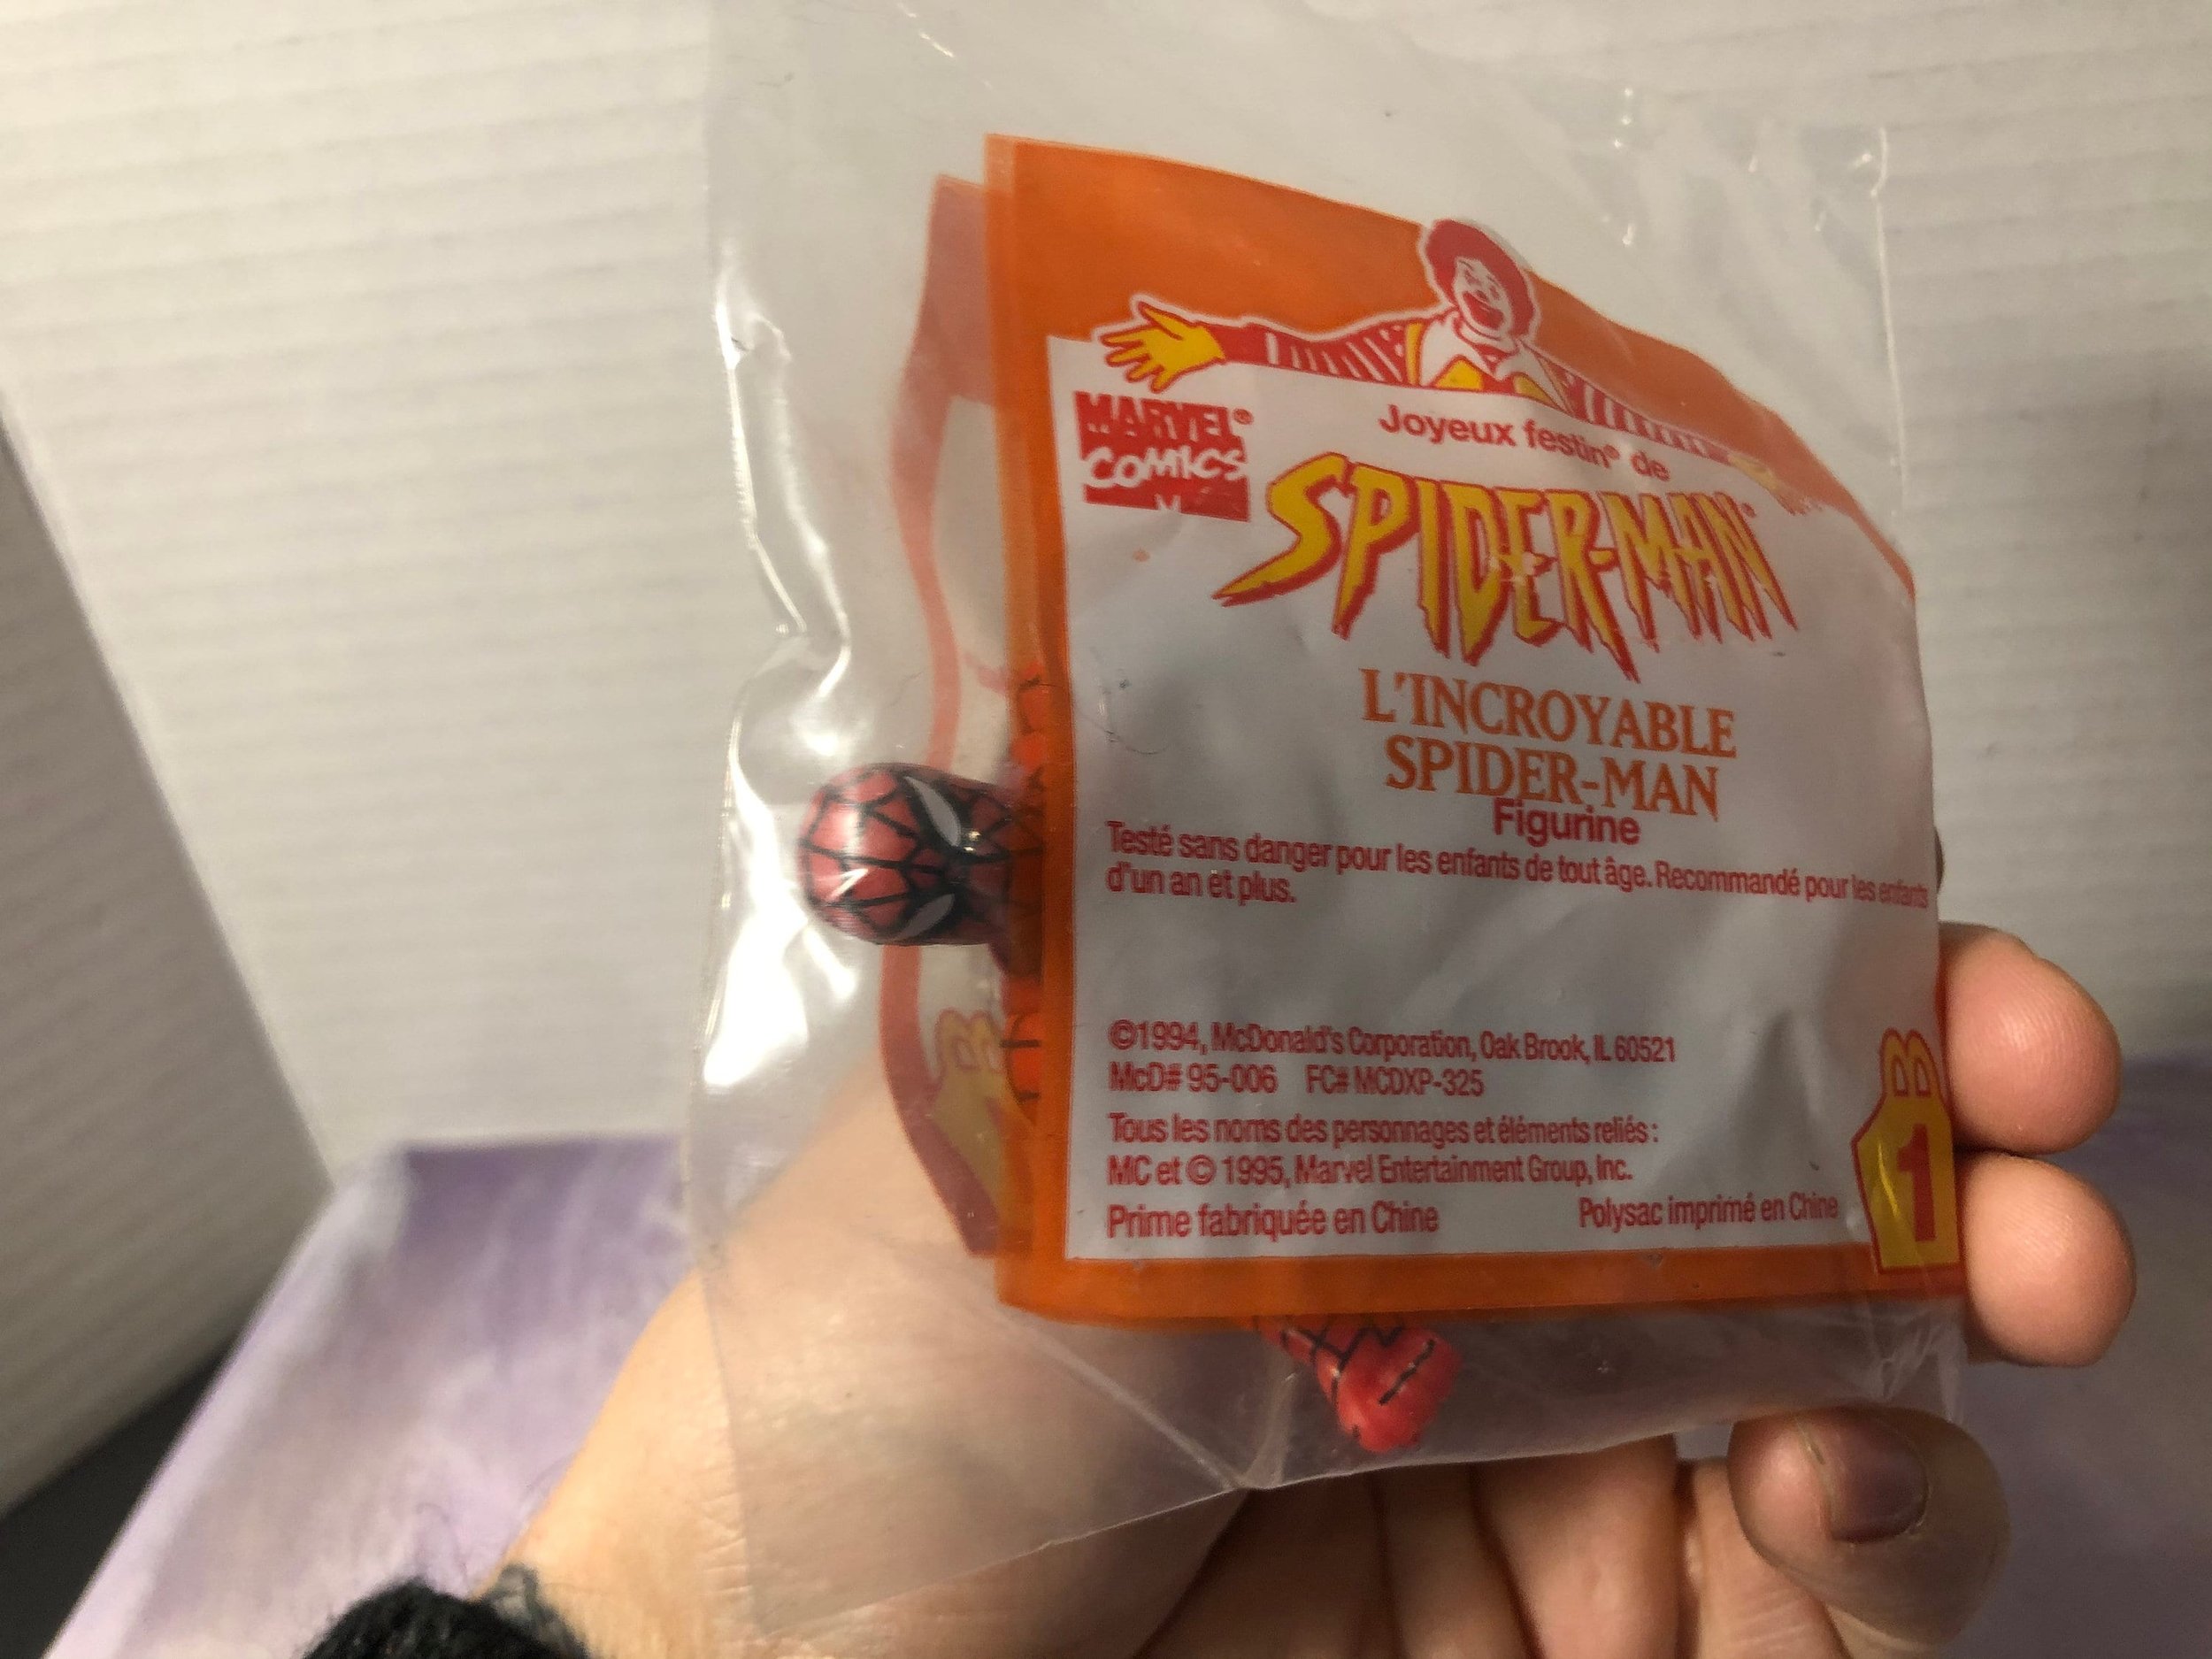 MARVEL®
COMICS
Joyeux festin® de
SPIDER-MAN®
L'INCROYABLE
SPIDER-MAN
Figurine
Testé sans danger pour les enfants de tout âge. Recommandé pour les enfants
d'un an et plus.
©1994, McDonald's Corporation, Oak Brook, IL 60521
McD# 95-006 FC# MCDXP-325
Tous les noms des personnages et éléments reliés :
MC et © 1995, Marvel Entertainment Group, Inc.
Prime fabriquée en Chine Polysac imprimé en Chine
1